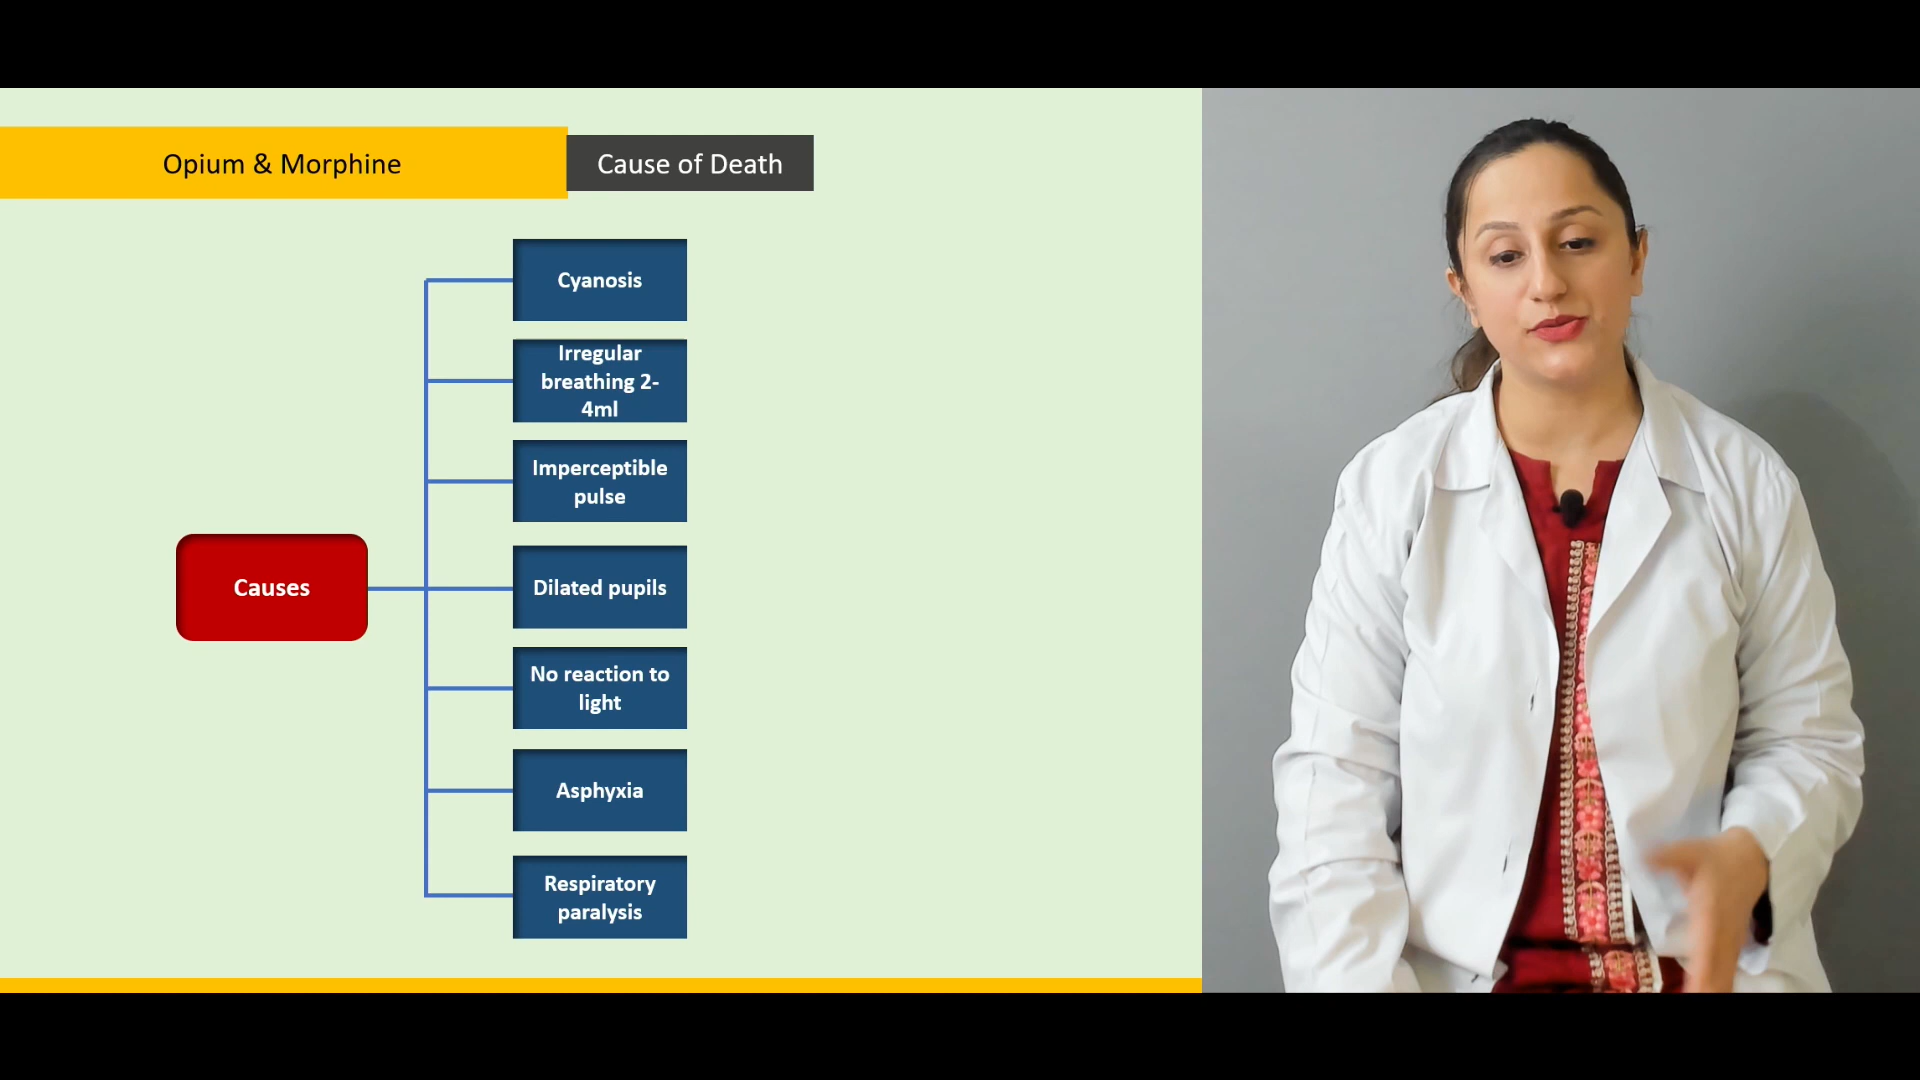 Opium & Morphine
Cause of Death
Cyanosis
Irregular
breathing 2-
4ml
Imperceptible
pulse
Causes
Dilated pupils
No reaction to
light
Asphyxia
Respiratory
paralysis